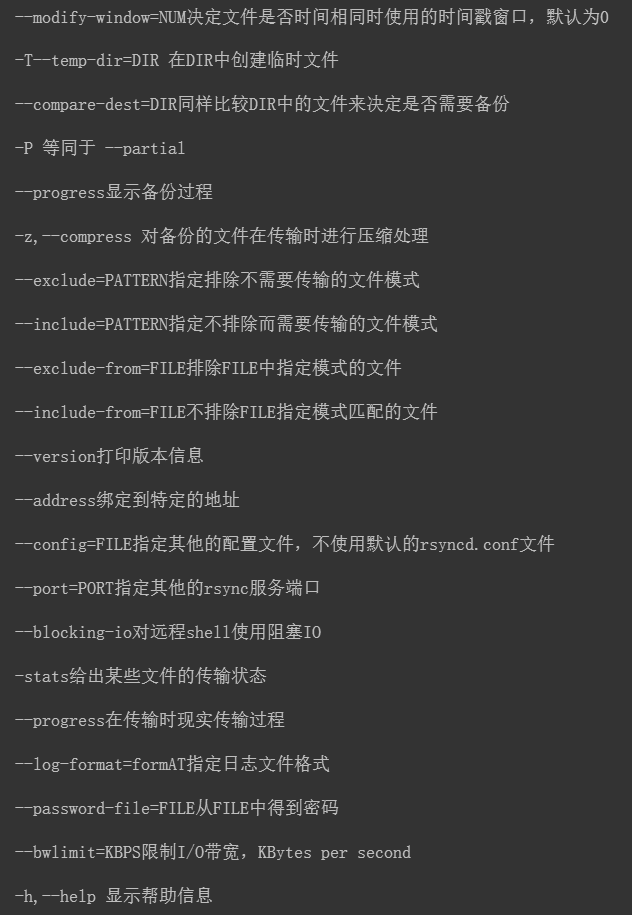 --modify-window=NUM决定文件是否时间相同时使用的时间戳窗口，默认为0
-T--temp-dir=DIR 在DIR中创建临时文件
--compare-dest=DIR同样比较DIR中的文件来决定是否需要备份
-P 等同于 --partial
--progress显示备份过程
-z,--compress 对备份的文件在传输时进行压缩处理
--exclude=PATTERN指定排除不需要传输的文件模式
--include=PATTERN指定不排除而需要传输的文件模式
--exclude-from=FILE排除FILE中指定模式的文件
--include-from=FILE不排除FILE指定模式匹配的文件
--version打印版本信息
--address绑定到特定的地址
--config=FILE指定其他的配置文件，不使用默认的rsyncd.conf文件
--port=PORT指定其他的rsync服务端口
--blocking-io对远程shell使用阻塞IO
-stats给出某些文件的传输状态
--progress在传输时现实传输过程
--log-format=formAT指定日志文件格式
--password-file=FILE从FILE中得到密码
--bwlimit=KBPS限制I/O带宽，KBytes per second
-h,--help 显示帮助信息